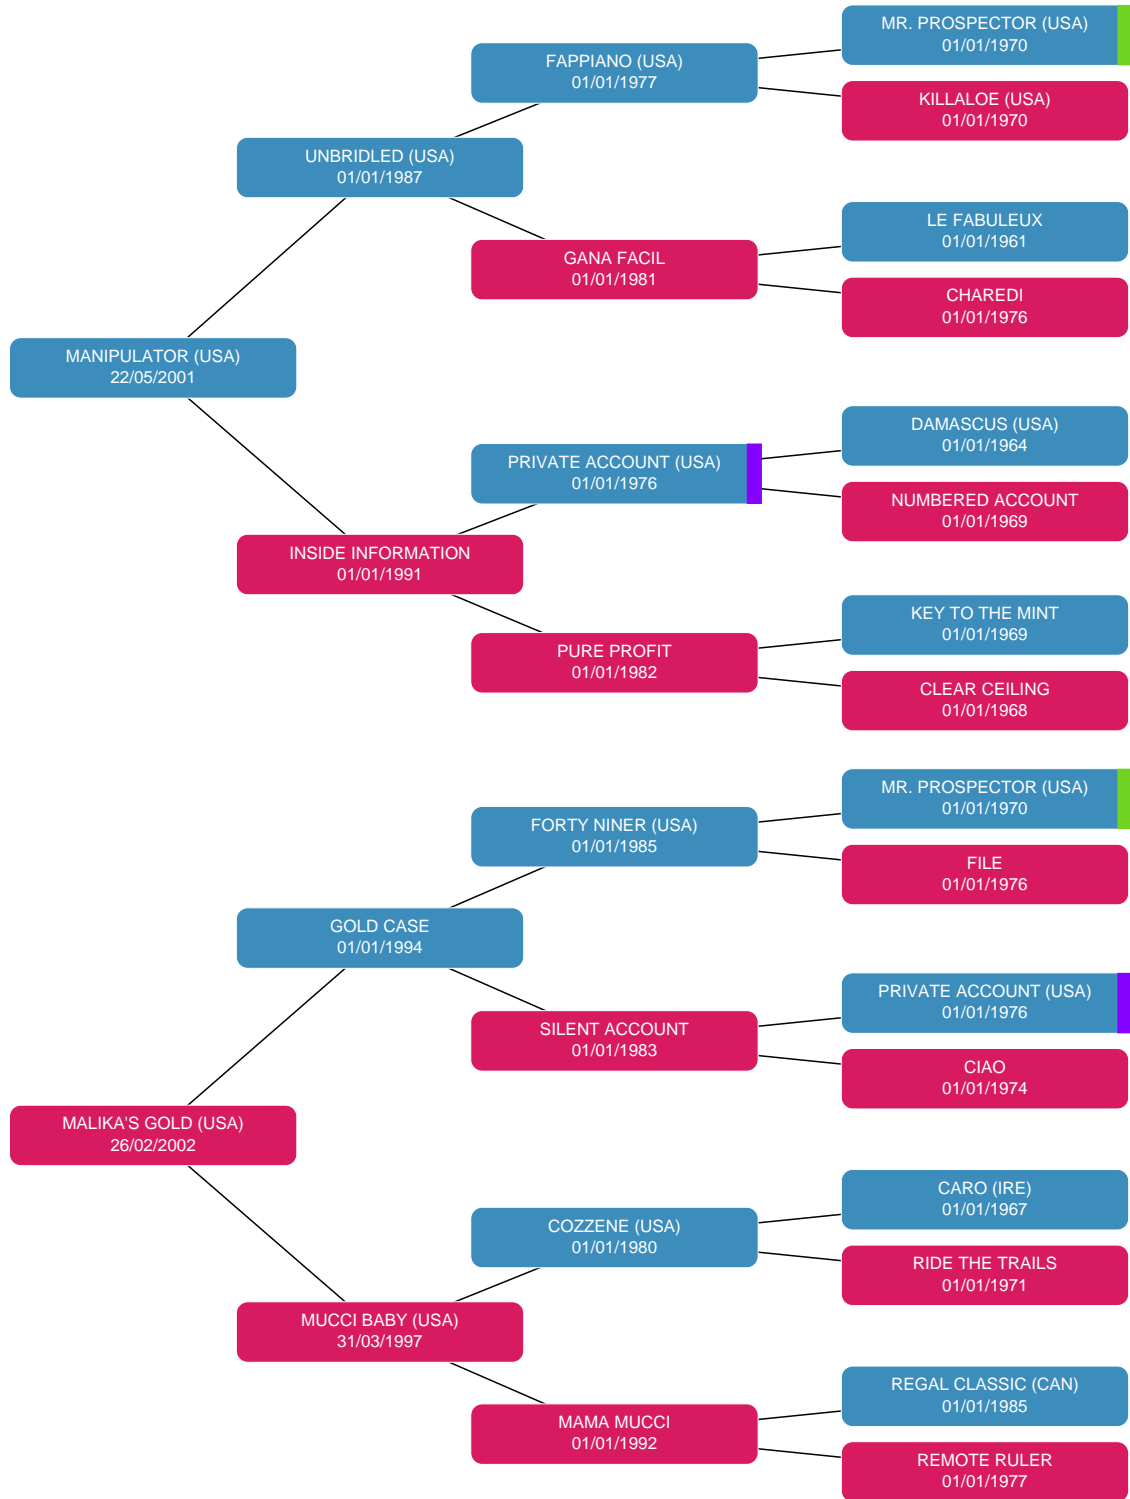 MR. PROSPECTOR (USA)
01/01/1970
FAPPIANO (USA)
01/01/1977
KILLALOE (USA)
01/01/1970
UNBRIDLED (USA)
01/01/1987
LE FABULEUX
01/01/1961
GANA FACIL
01/01/1981
CHAREDI
01/01/1976
MANIPULATOR (USA)
22/05/2001
DAMASCUS (USA)
01/01/1964
PRIVATE ACCOUNT (USA)
01/01/1976
NUMBERED ACCOUNT
01/01/1969
INSIDE INFORMATION
01/01/1991
KEY TO THE MINT
01/01/1969
PURE PROFIT
01/01/1982
CLEAR CEILING
01/01/1968
MR. PROSPECTOR (USA)
01/01/1970
FORTY NINER (USA)
01/01/1985
FILE
01/01/1976
GOLD CASE
01/01/1994
PRIVATE ACCOUNT (USA)
01/01/1976
SILENT ACCOUNT
01/01/1983
CIAO
01/01/1974
MALIKA'S GOLD (USA)
26/02/2002
CARO (IRE)
01/01/1967
COZZENE (USA)
01/01/1980
RIDE THE TRAILS
01/01/1971
MUCCI BABY (USA)
31/03/1997
REGAL CLASSIC (CAN)
01/01/1985
MAMA MUCCI
01/01/1992
REMOTE RULER
01/01/1977